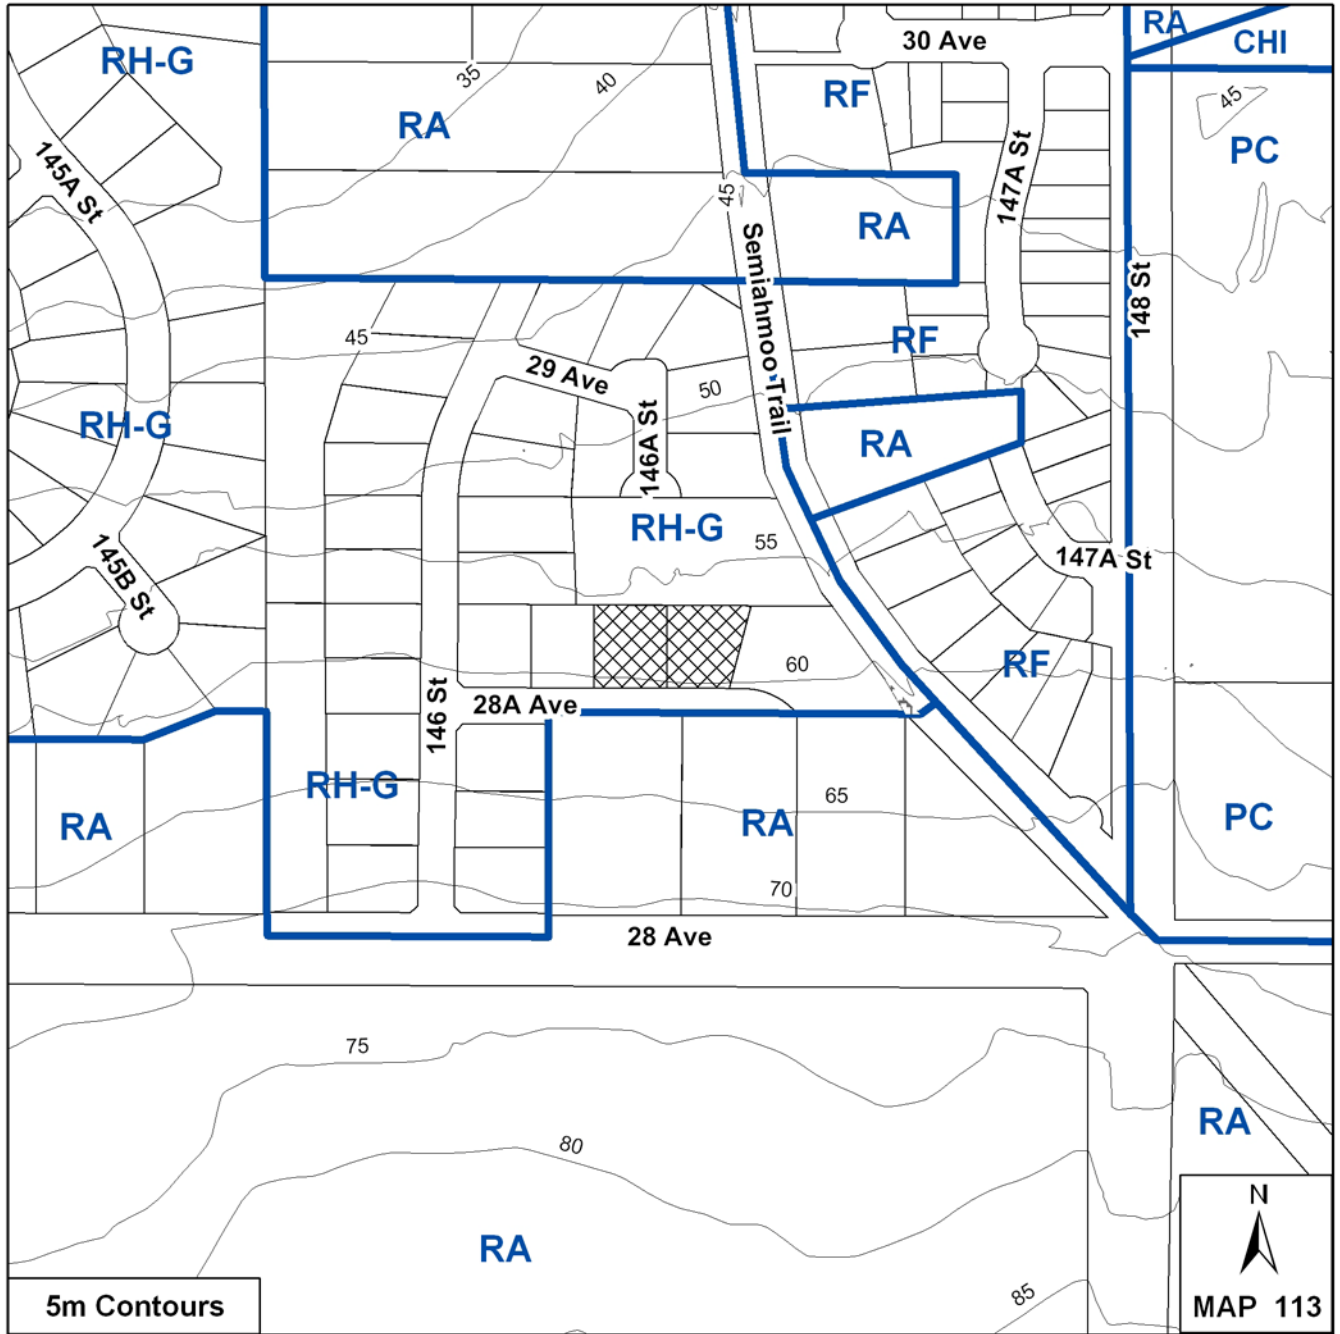 RA
CHI
30 Ave
RH-G
35
40
RF
45
RA
PC
145A St
147A St
45
RA
Semiahmoo Trail
148 St
45
RF
29 Ave
50
RH-G
146A St
RA
RH-G
55
147A St
145B St
60
RF
28A Ave
146 St
RH-G
65
RA
RA
PC
70
28 Ave
75
RA
80
RA
85
N
5m Contours
MAP 113